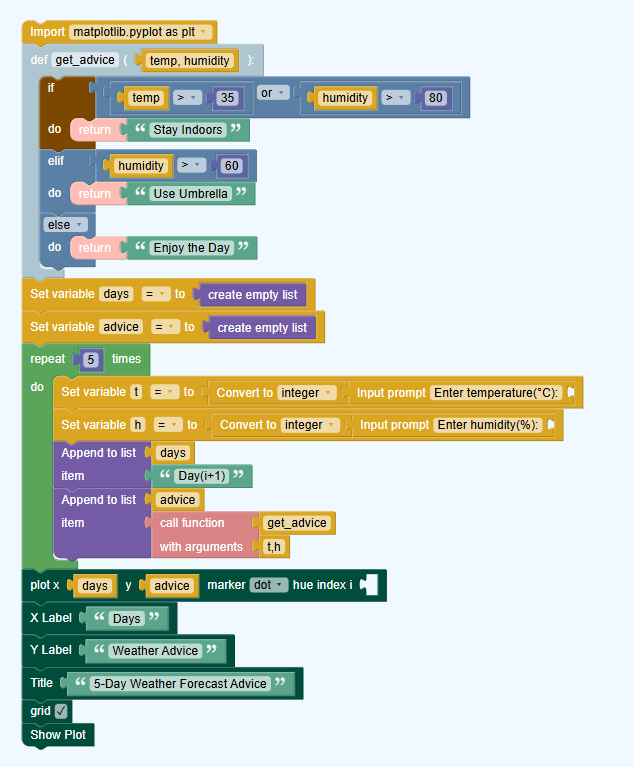 Import matplotlib.pyplot as plt
def get_advice ( temp, humidity ):
if temp > 35 or humidity > 80
do return “ Stay Indoors ”
elif humidity > 60
do return “ Use Umbrella ”
else
do return “ Enjoy the Day ”
Set variable days = to create empty list
Set variable advice = to create empty list
repeat 5 times
do Set variable t = to Convert to integer Input prompt Enter temperature(°C):
Set variable h = to Convert to integer Input prompt Enter humidity(%):
Append to list days
item “ Day(i+1) ”
Append to list advice
item call function get_advice
with arguments t,h
plot x days y advice marker dot hue index i
X Label “ Days ”
Y Label “ Weather Advice ”
Title “ 5-Day Weather Forecast Advice ”
grid ✓
Show Plot